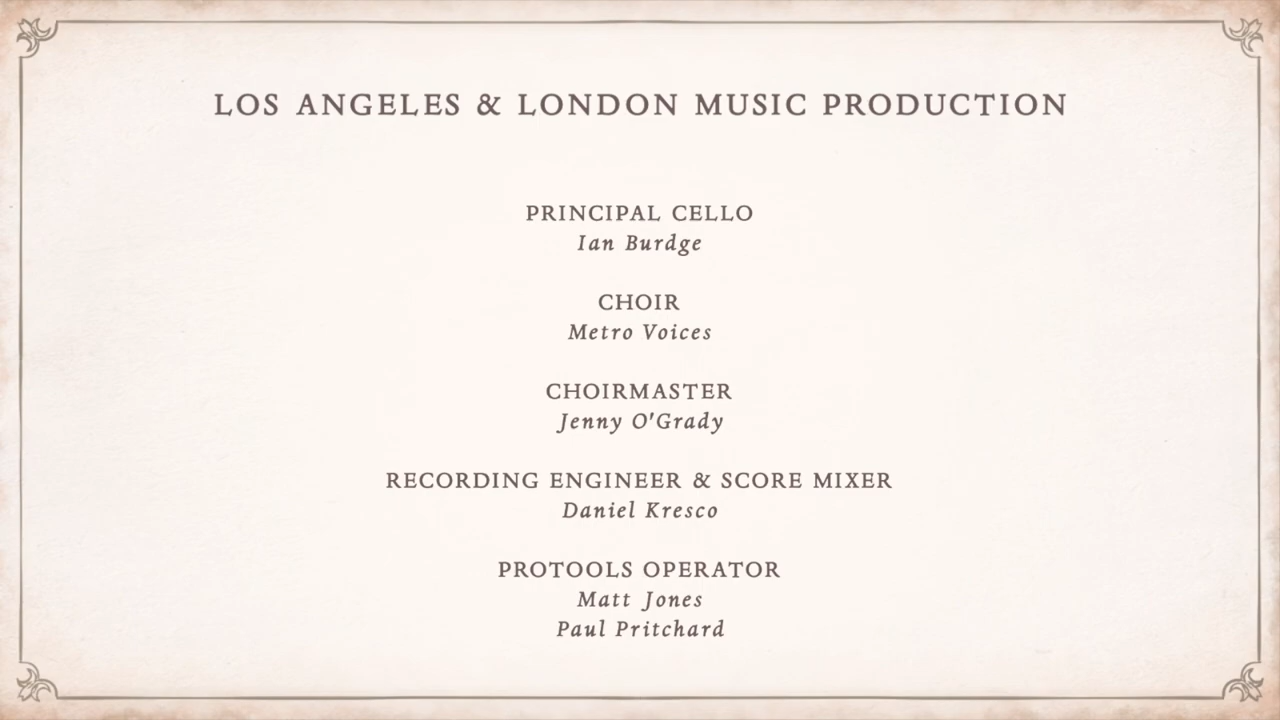 LOS ANGELES & LONDON MUSIC PRODUCTION
PRINCIPAL CELLO
Ian Burdge
CHOIR
Metro Voices
CHOIRMASTER
Jenny O'Grady
RECORDING ENGINEER & SCORE MIXER
Daniel Kresco
PROTOOLS OPERATOR
Matt Jones
Paul Pritchard